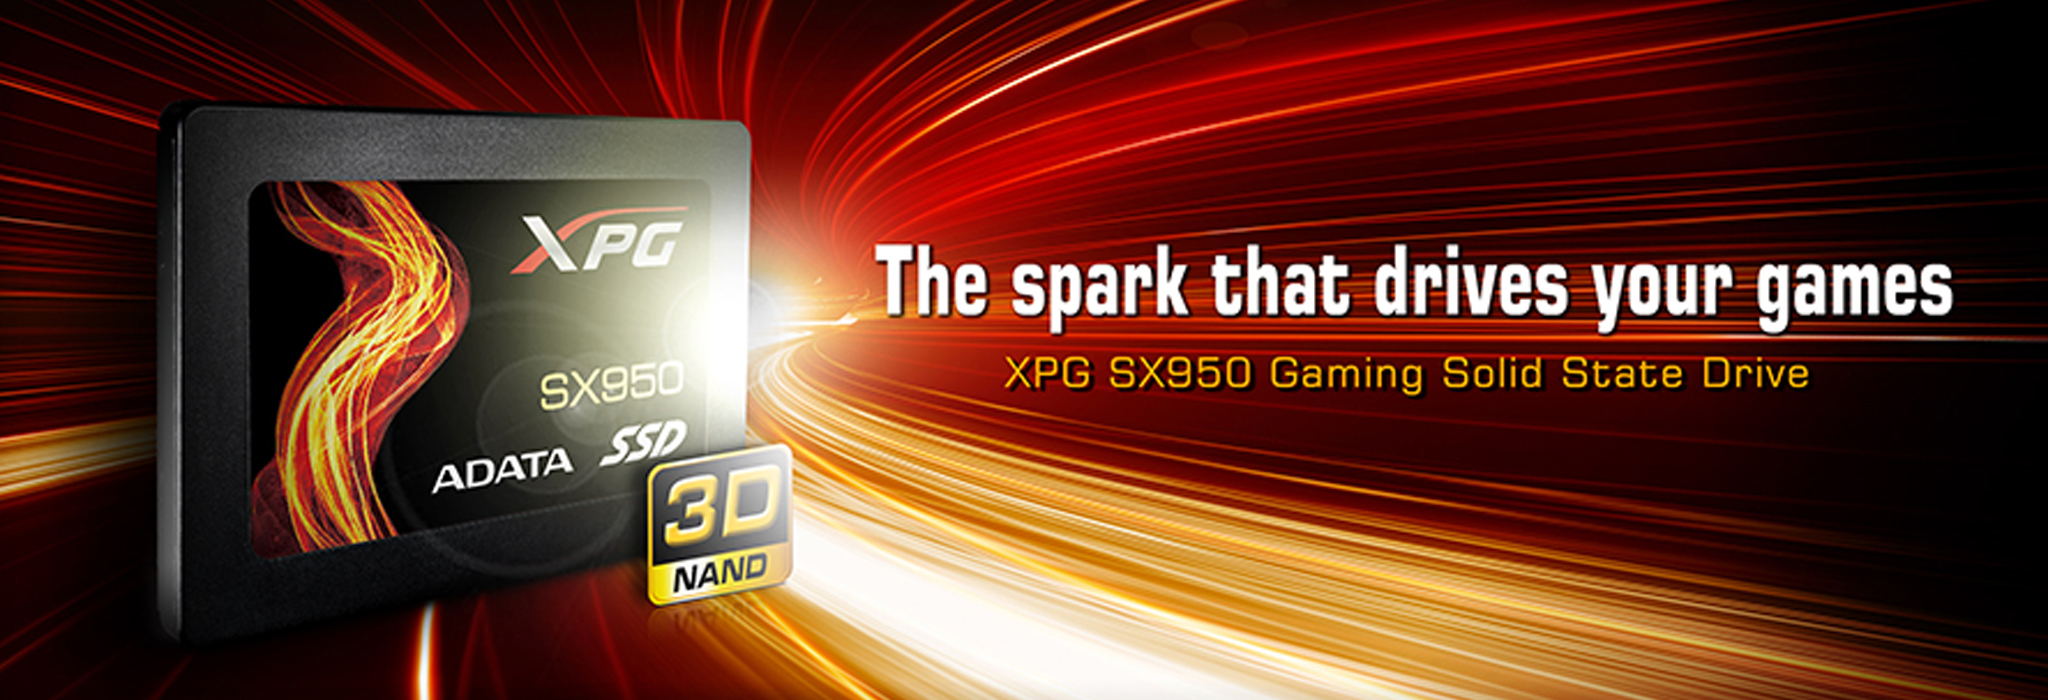 XPG
SX950
ADATA SSD
3D
NAND
The spark that drives your games
XPG SX950 Gaming Solid State Drive